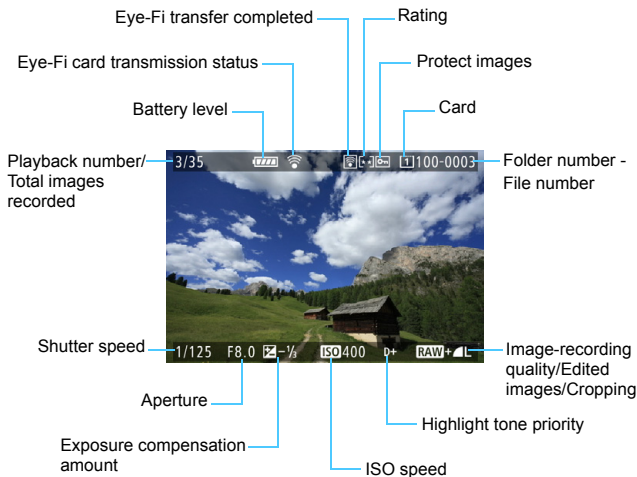 Eye-Fi transfer completed
Rating
Eye-Fi card transmission status
Protect images
Battery level
Card
Playback number/
Total images
recorded
3/35
1 100-0003
Folder number -
File number
Shutter speed
1/125 F8.0 -⅓ ISO 400 D+ RAW+L
Image-recording
quality/Edited
images/Cropping
Aperture
Highlight tone priority
Exposure compensation
amount
ISO speed